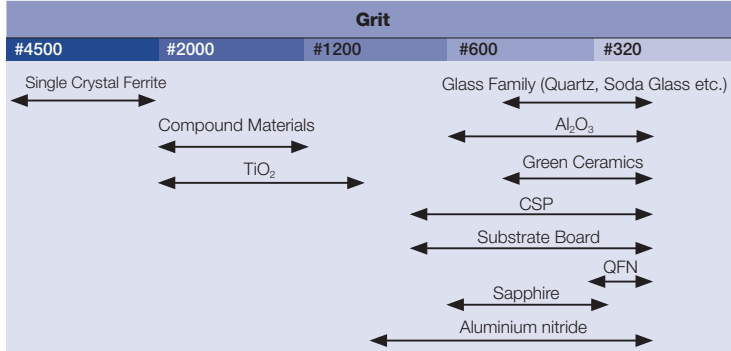 Grit
#4500 #2000 #1200 #600 #320
Single Crystal Ferrite
Glass Family (Quartz, Soda Glass etc.)
Compound Materials
Al₂O₃
TiO₂
Green Ceramics
CSP
Substrate Board
QFN
Sapphire
Aluminium nitride